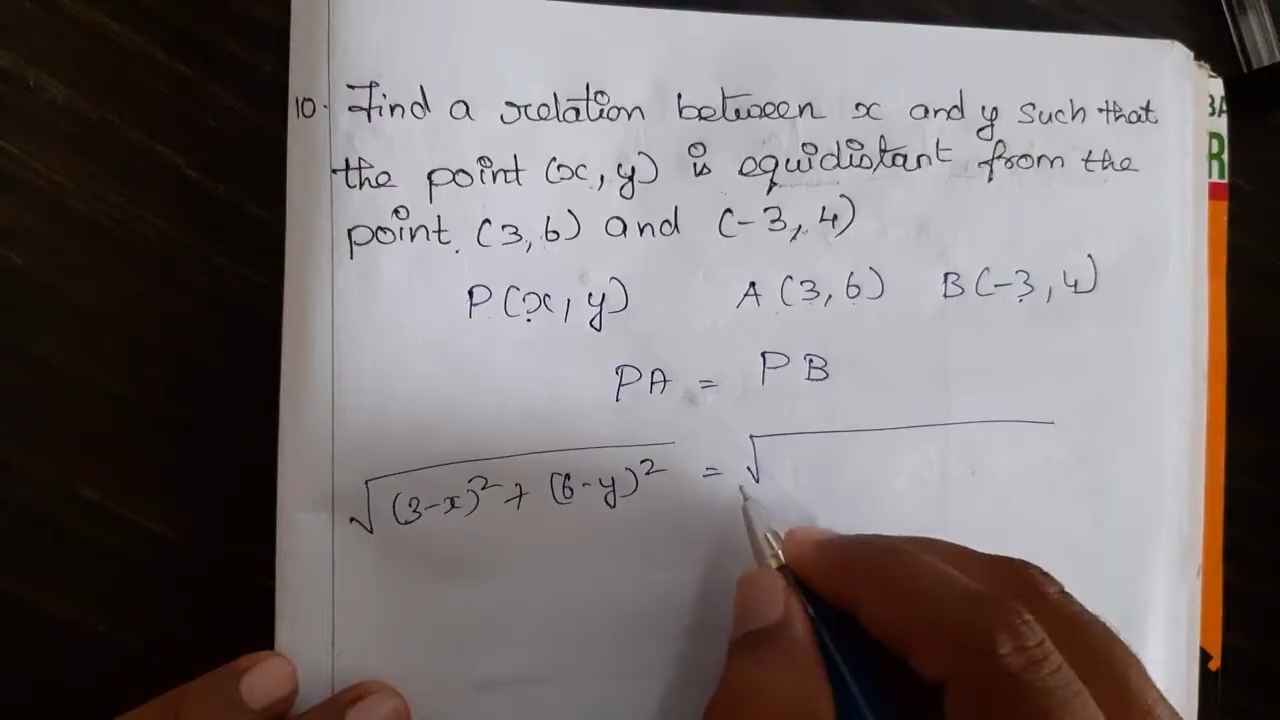 10. Find a relation between x and y such that
the point (x, y) is equidistant from the
point (3, 6) and (-3, 4)
P(x, y) A (3, 6) B (-3, 4)
PA = PB
√(3-x)² + (6-y)² = √